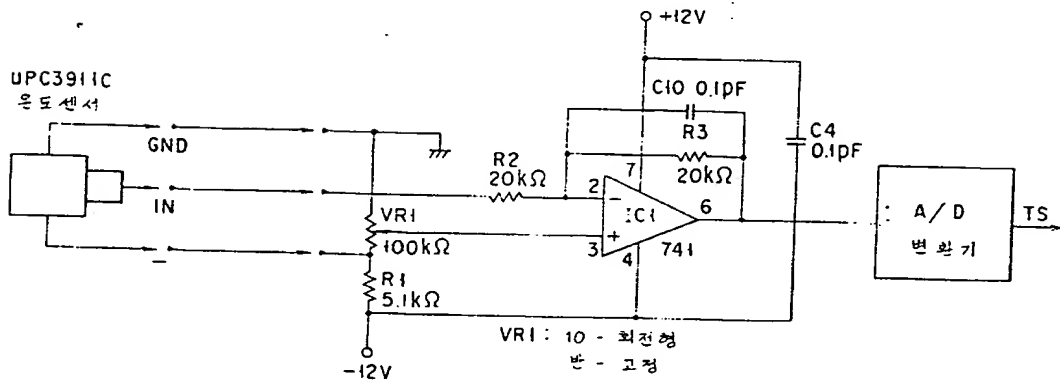 +12V
UPC3911C
온도센서
C10 0.1pF
C4
0.1pF
GND
R3
20kΩ
R2
20kΩ
7
2
−
IC1
6
A/D
변환기
TS
IN
VR1
100kΩ
+
3
4
741
−
R1
5.1kΩ
VR1: 10 - 회전형
반 - 고정
-12V